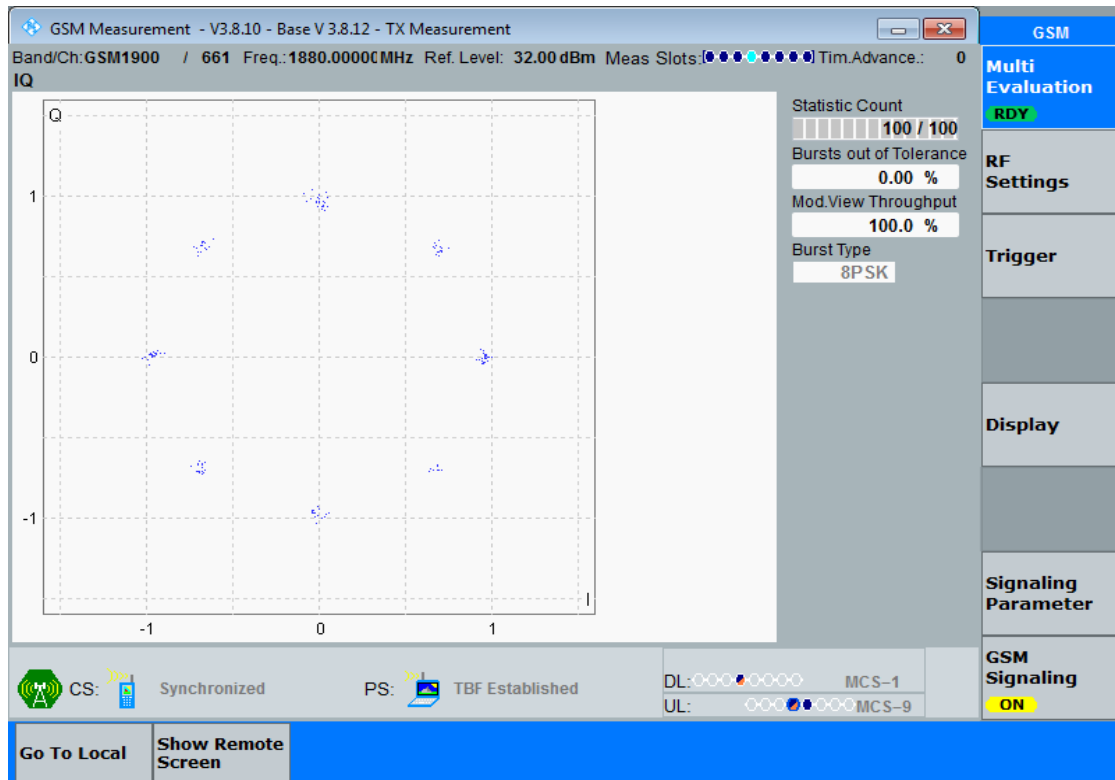 GSM Measurement - V3.8.10 - Base V 3.8.12 - TX Measurement
GSM
Band/Ch:GSM1900 / 661 Freq.:1880.00000MHz Ref. Level: 32.00 dBm Meas Slots: Tim.Advance.: 0
IQ
Multi
Evaluation
RDY
Q
Statistic Count
100 / 100
Bursts out of Tolerance
0.00 %
Mod.View Throughput
100.0 %
Burst Type
8PSK
RF
Settings
Trigger
Display
1
0
-1
I
-1 0 1
Signaling
Parameter
GSM
Signaling
ON
CS: Synchronized PS: TBF Established
DL: MCS-1
UL: MCS-9
Go To Local
Show Remote
Screen